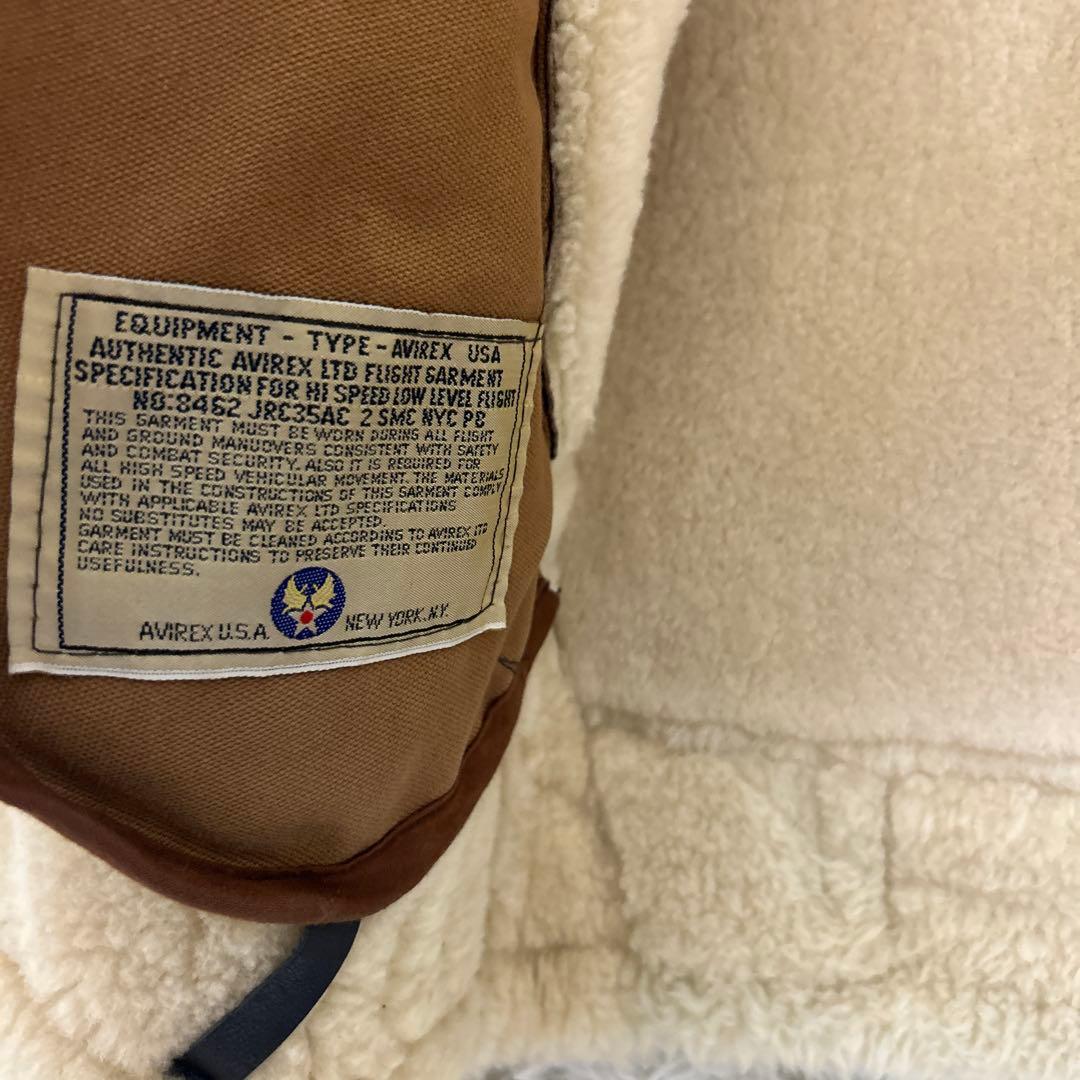 EQUIPMENT - TYPE - AVIREX USA
AUTHENTIC AVIREX LTD FLIGHT GARMENT
SPECIFICATION FOR HI SPEED LOW LEVEL FLIGHT
NO:8462 JRC35AC 2 SMC NYC PB
THIS GARMENT MUST BE WORN DURING ALL FLIGHT
AND GROUND MANUOVERS CONSISTENT WITH SAFETY
AND COMBAT SECURITY. ALSO IT IS REQUIRED FOR
ALL HIGH SPEED VEHICULAR MOVEMENT. THE MATERIALS
USED IN THE CONSTRUCTIONS OF THIS GARMENT COMPLY
WITH APPLICABLE AVIREX LTD SPECIFICATIONS
NO SUBSTITUTES MAY BE ACCEPTED.
GARMENT MUST BE CLEANED ACCORDING TO AVIREX LTD
CARE INSTRUCTIONS TO PRESERVE THEIR CONTINUED
USEFULNESS.
AVIREX U.S.A. NEW YORK. N.Y.